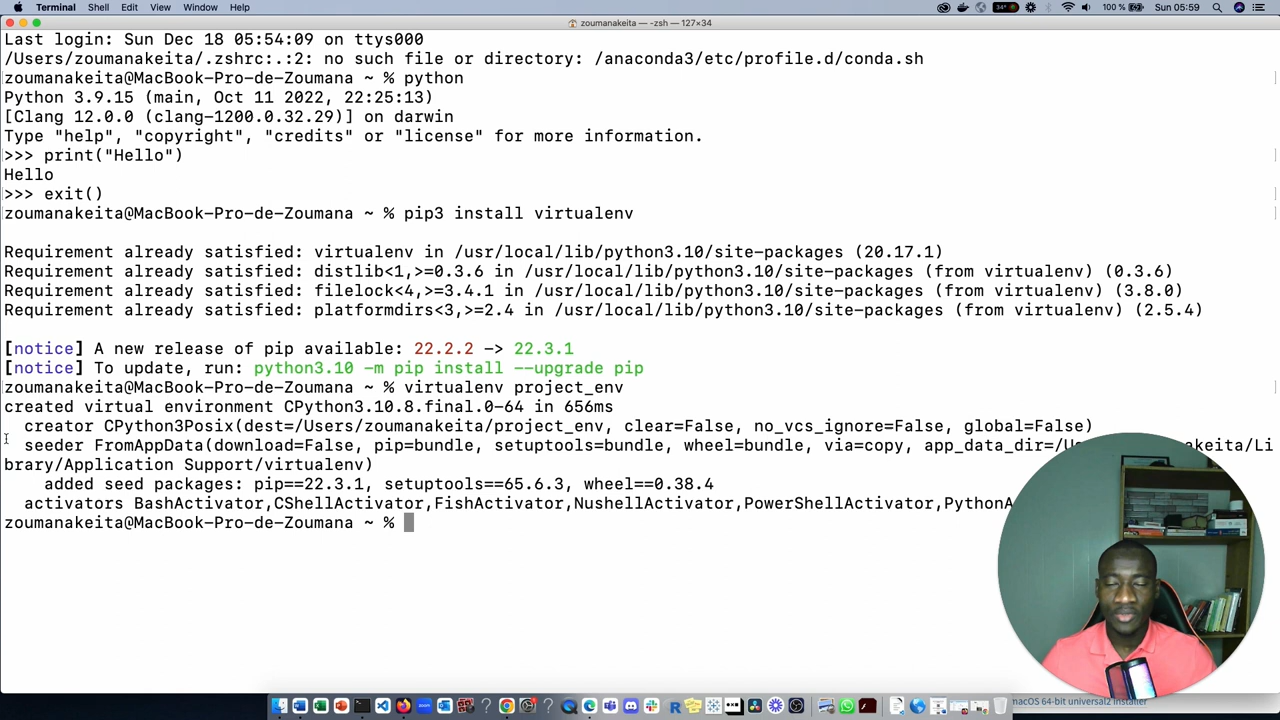 Terminal Shell Edit View Window Help 34° 100 % Sun 05:59
zoumanakeita — -zsh — 127×34
Last login: Sun Dec 18 05:54:09 on ttys000
/Users/zoumanakeita/.zshrc:.:2: no such file or directory: /anaconda3/etc/profile.d/conda.sh
zoumanakeita@MacBook-Pro-de-Zoumana ~ % python
Python 3.9.15 (main, Oct 11 2022, 22:25:13)
[Clang 12.0.0 (clang-1200.0.32.29)] on darwin
Type "help", "copyright", "credits" or "license" for more information.
>>> print("Hello")
Hello
>>> exit()
zoumanakeita@MacBook-Pro-de-Zoumana ~ % pip3 install virtualenv
Requirement already satisfied: virtualenv in /usr/local/lib/python3.10/site-packages (20.17.1)
Requirement already satisfied: distlib<1,>=0.3.6 in /usr/local/lib/python3.10/site-packages (from virtualenv) (0.3.6)
Requirement already satisfied: filelock<4,>=3.4.1 in /usr/local/lib/python3.10/site-packages (from virtualenv) (3.8.0)
Requirement already satisfied: platformdirs<3,>=2.4 in /usr/local/lib/python3.10/site-packages (from virtualenv) (2.5.4)
[notice] A new release of pip available: 22.2.2 -> 22.3.1
[notice] To update, run: python3.10 -m pip install --upgrade pip
zoumanakeita@MacBook-Pro-de-Zoumana ~ % virtualenv project_env
created virtual environment CPython3.10.8.final.0-64 in 656ms
creator CPython3Posix(dest=/Users/zoumanakeita/project_env, clear=False, no_vcs_ignore=False, global=False)
seeder FromAppData(download=False, pip=bundle, setuptools=bundle, wheel=bundle, via=copy, app_data_dir=/U akeita/Li
brary/Application Support/virtualenv)
added seed packages: pip==22.3.1, setuptools==65.6.3, wheel==0.38.4
activators BashActivator,CShellActivator,FishActivator,NushellActivator,PowerShellActivator,PythonA
zoumanakeita@MacBook-Pro-de-Zoumana ~ %
macOS 64-bit universal2 installer